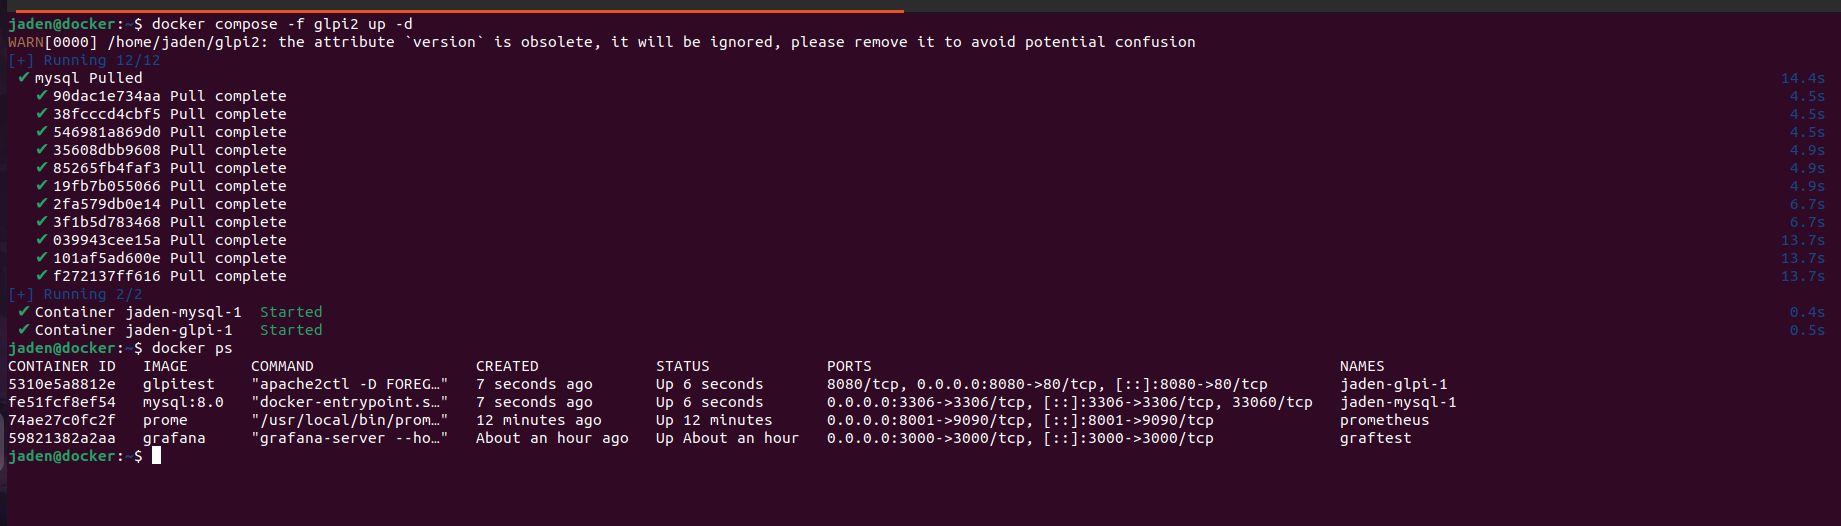 jaden@docker:~$ docker compose -f glpi2 up -d
WARN[0000] /home/jaden/glpi2: the attribute `version` is obsolete, it will be ignored, please remove it to avoid potential confusion
[+] Running 12/12
✔ mysql Pulled 14.4s
✔ 90dac1e734aa Pull complete 4.5s
✔ 38fcccd4cbf5 Pull complete 4.5s
✔ 546981a869d0 Pull complete 4.5s
✔ 35608dbb9608 Pull complete 4.9s
✔ 85265fb4faf3 Pull complete 4.9s
✔ 19fb7b055066 Pull complete 4.9s
✔ 2fa579db0e14 Pull complete 6.7s
✔ 3f1b5d783468 Pull complete 6.7s
✔ 039943cee15a Pull complete 13.7s
✔ 101af5ad600e Pull complete 13.7s
✔ f272137ff616 Pull complete 13.7s
[+] Running 2/2
✔ Container jaden-mysql-1 Started 0.4s
✔ Container jaden-glpi-1 Started 0.5s
jaden@docker:~$ docker ps
CONTAINER ID IMAGE COMMAND CREATED STATUS PORTS NAMES
5310e5a8812e glpitest "apache2ctl -D FOREG…" 7 seconds ago Up 6 seconds 8080/tcp, 0.0.0.0:8080->80/tcp, [::]:8080->80/tcp jaden-glpi-1
fe51fcf8ef54 mysql:8.0 "docker-entrypoint.s…" 7 seconds ago Up 6 seconds 0.0.0.0:3306->3306/tcp, [::]:3306->3306/tcp, 33060/tcp jaden-mysql-1
74ae27c0fc2f prome "/usr/local/bin/prom…" 12 minutes ago Up 12 minutes 0.0.0.0:8001->9090/tcp, [::]:8001->9090/tcp prometheus
59821382a2aa grafana "grafana-server --ho…" About an hour ago Up About an hour 0.0.0.0:3000->3000/tcp, [::]:3000->3000/tcp graftest
jaden@docker:~$